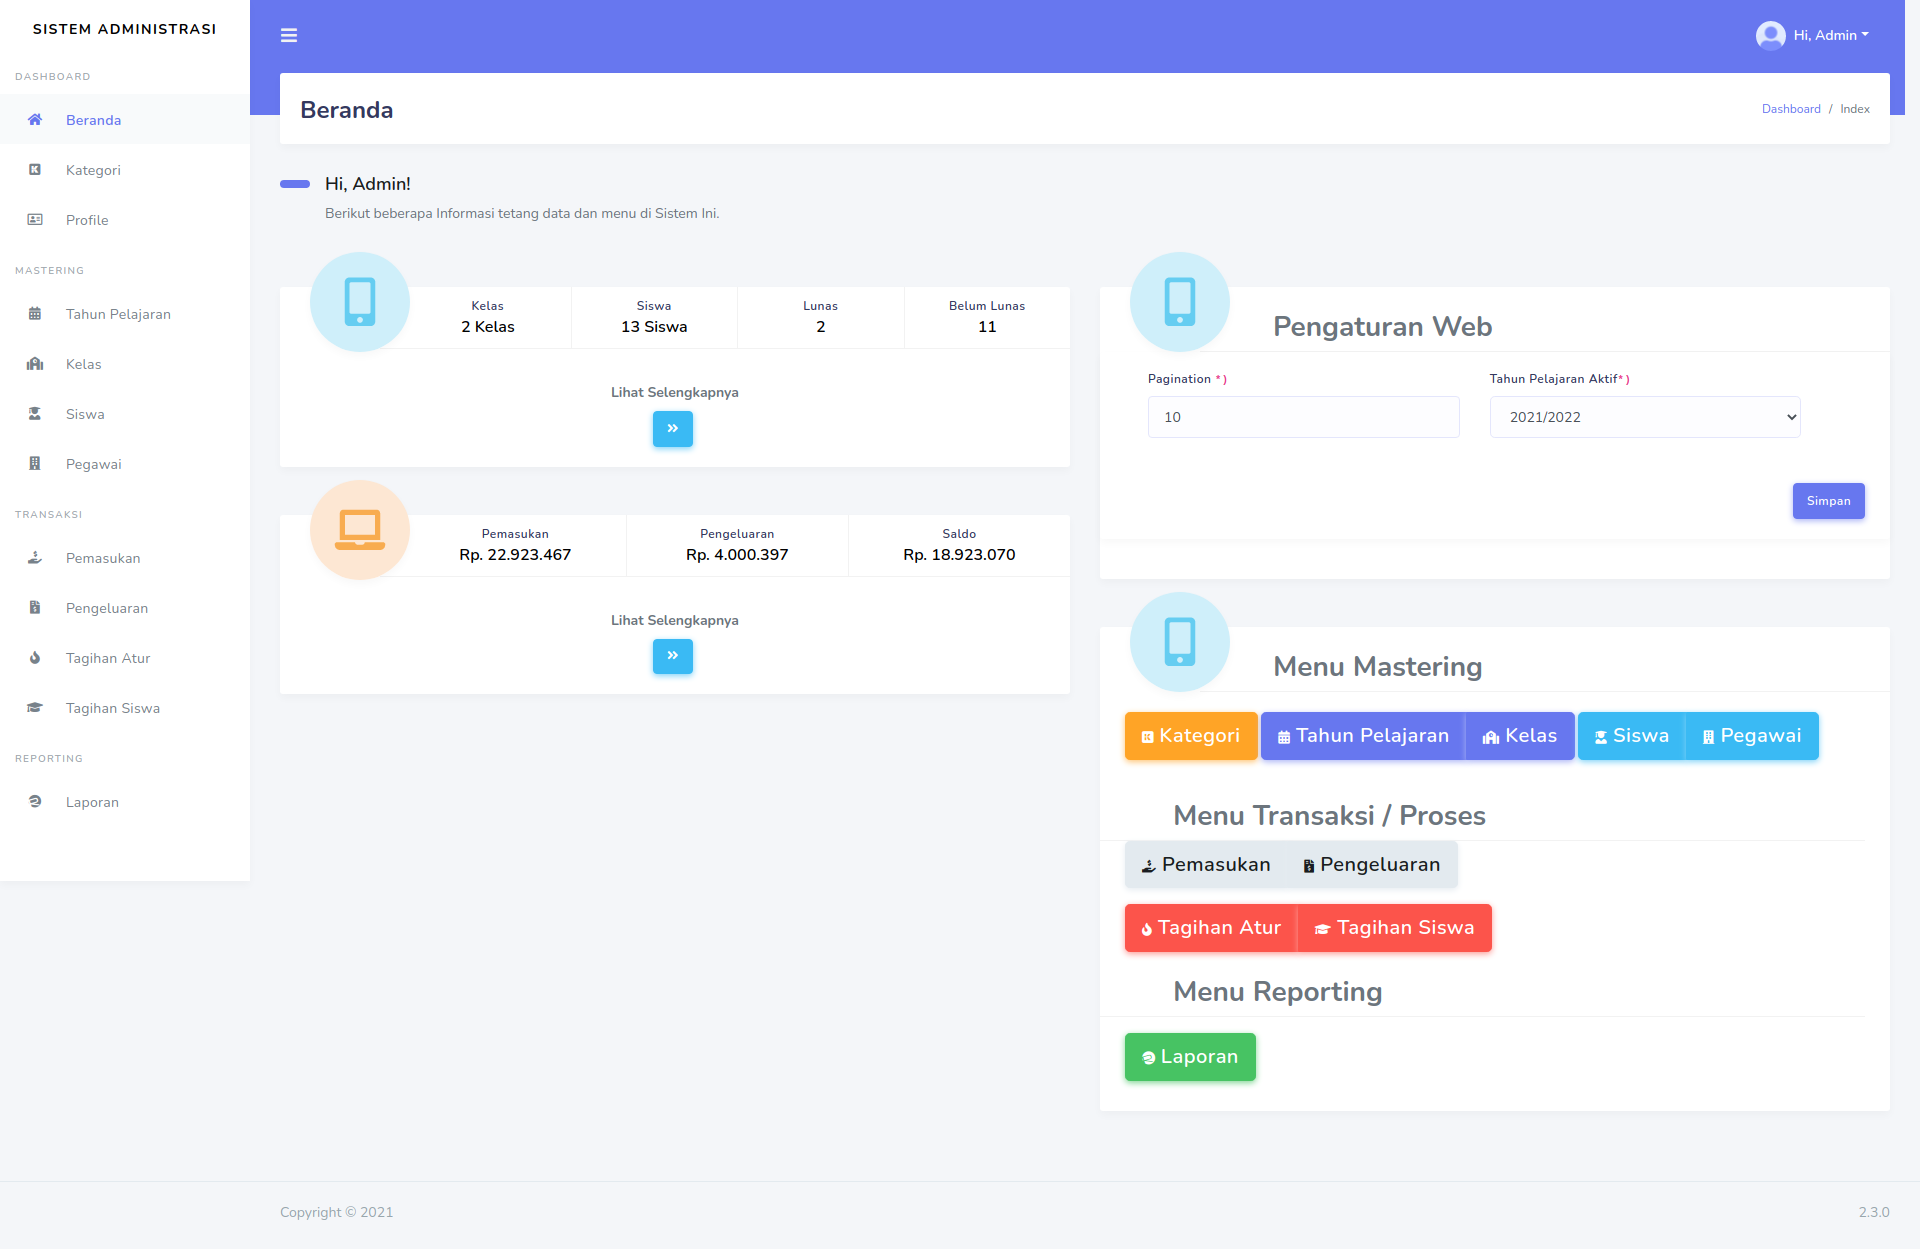 SISTEM ADMINISTRASI
DASHBOARD
Beranda
Kategori
Profile
MASTERING
Tahun Pelajaran
Kelas
Siswa
Pegawai
TRANSAKSI
Pemasukan
Pengeluaran
Tagihan Atur
Tagihan Siswa
REPORTING
Laporan
Hi, Admin
Beranda
Dashboard / Index
Hi, Admin!
Berikut beberapa Informasi tetang data dan menu di Sistem Ini.
Kelas Siswa Lunas Belum Lunas
2 Kelas 13 Siswa 2 11
Lihat Selengkapnya
Pemasukan Pengeluaran Saldo
Rp. 22.923.467 Rp. 4.000.397 Rp. 18.923.070
Lihat Selengkapnya
Pengaturan Web
Pagination *) Tahun Pelajaran Aktif*)
10 2021/2022
Simpan
Menu Mastering
Kategori Tahun Pelajaran Kelas Siswa Pegawai
Menu Transaksi / Proses
Pemasukan Pengeluaran
Tagihan Atur Tagihan Siswa
Menu Reporting
Laporan
Copyright © 2021 2.3.0